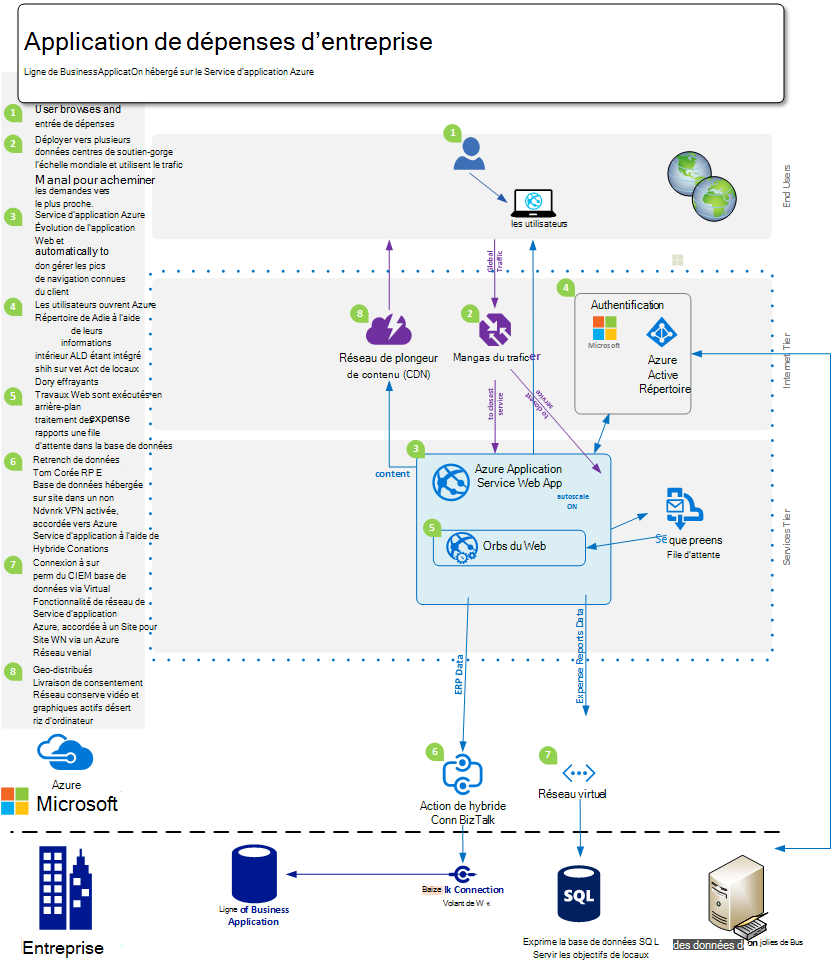 Application de dépenses d'entreprise
Ligne de BusinessApplicatOn hébergé sur le Service d'application Azure
1
User browses and
entrée de dépenses
2
Déployer vers plusieurs
données centres de soutien-gorge
l'échelle mondiale et utilisent le trafic
Manal pour acheminer
les demandes vers
le plus proche.
3
Service d'application Azure
Évolution de l'application
Web et
automatically to
don gérer les pics
de navigation connues
du client
4
Les utilisateurs ouvrent Azure
Répertoire de Adie à l'aide
de leurs
informations
intérieur ALD étant intégré
shih sur vet Act de locaux
Dory effrayants
5
Travaux Web sont exécutés en
arrière-plan
traitement des expense
rapports une file
d'attente dans la base de données
6
Retrench de données
Tom Corée RP E
Base de données hébergée
sur site dans un non
Ndvnrk VPN activée,
accordée vers Azure
Service d'application à l'aide de
Hybride Conations
7
Connexion à sur
perm du CIEM base de
données via Virtual
Fonctionnalité de réseau de
Service d'application
Azure, accordée à un Site pour
Site WN via un Azure
Réseau venial
8
Geo-distribués
Livraison de consentement
Réseau conserve vidéo et
graphiques actifs désert
riz d'ordinateur
Azure
Microsoft
Entreprise
1
les utilisateurs
End Users
Global
Traffic
8
Réseau de plongeur
de contenu (CDN)
2
Mangas du traficer
4
Authentification
Microsoft
Azure
Active
Répertoire
Internet Tier
to closest
service
to closest
service
content
3
Azure Application
Service Web App
autoscale
ON
5
Orbs du Web
Se que preens
File d'attente
Services Tier
ERP Data
Expense Reports Data
6
Action de hybride
Conn BizTalk
7
Réseau virtuel
Ligne of Business
Application
Baize lk Connection
Volant de W «
SQL
Exprime la base de données SQL
Servir les objectifs de locaux
des données d on jolies de Bus